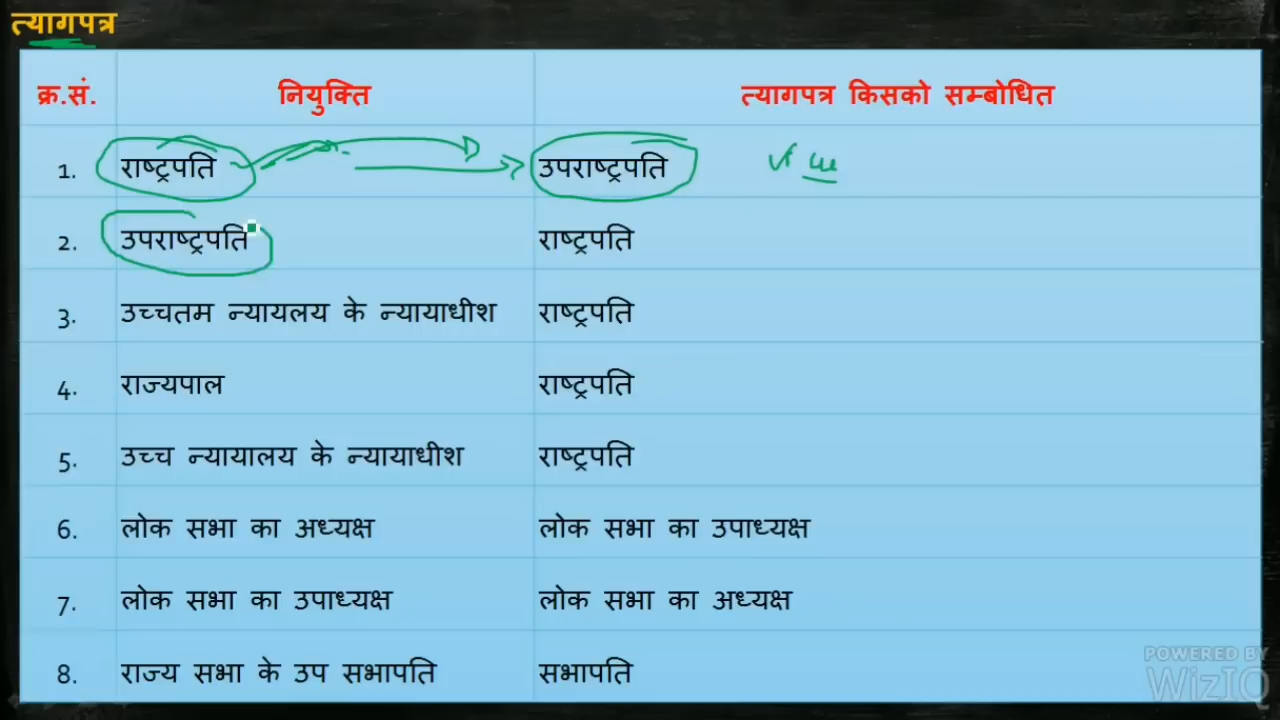 त्यागपत्र
क्र.सं. नियुक्ति त्यागपत्र किसको सम्बोधित
1. राष्ट्रपति उपराष्ट्रपति
2. उपराष्ट्रपति राष्ट्रपति
3. उच्चतम न्यायलय के न्यायाधीश राष्ट्रपति
4. राज्यपाल राष्ट्रपति
5. उच्च न्यायालय के न्यायाधीश राष्ट्रपति
6. लोक सभा का अध्यक्ष लोक सभा का उपाध्यक्ष
7. लोक सभा का उपाध्यक्ष लोक सभा का अध्यक्ष
8. राज्य सभा के उप सभापति सभापति
POWERED BY
WizIQ